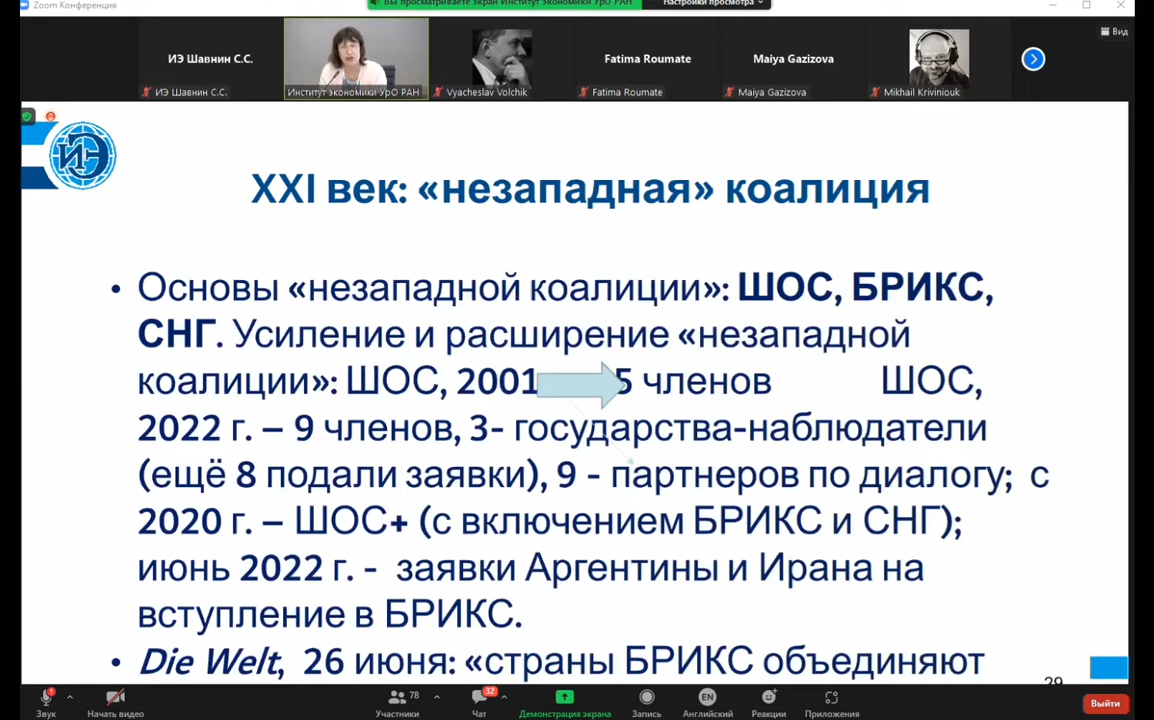 Zoom Конференция
Вы просматриваете экран Институт экономики УрО РАН
Настройки просмотра
Вид
ИЭ Шавнин С.С.
Fatima Roumate
Maiya Gazizova
ИЭ Шавнин С.С.
Институт экономики УрО РАН
Vyacheslav Volchik
Fatima Roumate
Maiya Gazizova
Mikhail Kriviniouk
ИЭ
XXI век: «незападная» коалиция
• Основы «незападной коалиции»: ШОС, БРИКС,
СНГ. Усиление и расширение «незападной
коалиции»: ШОС, 2001 5 членов ШОС,
2022 г. – 9 членов, 3- государства-наблюдатели
(ещё 8 подали заявки), 9 - партнеров по диалогу; с
2020 г. – ШОС+ (с включением БРИКС и СНГ);
июнь 2022 г. - заявки Аргентины и Ирана на
вступление в БРИКС.
• Die Welt, 26 июня: «страны БРИКС объединяют
29
78
32
EN
Звук
Начать видео
Участники
Чат
Демонстрация экрана
Запись
Английский
Реакции
Приложения
Выйти